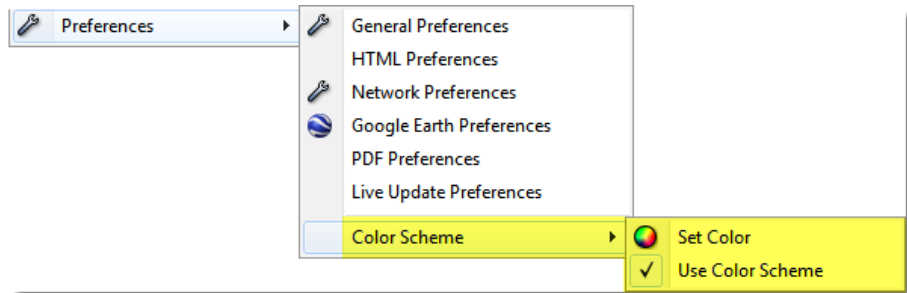 Preferences
General Preferences
HTML Preferences
Network Preferences
Google Earth Preferences
PDF Preferences
Live Update Preferences
Color Scheme
Set Color
Use Color Scheme